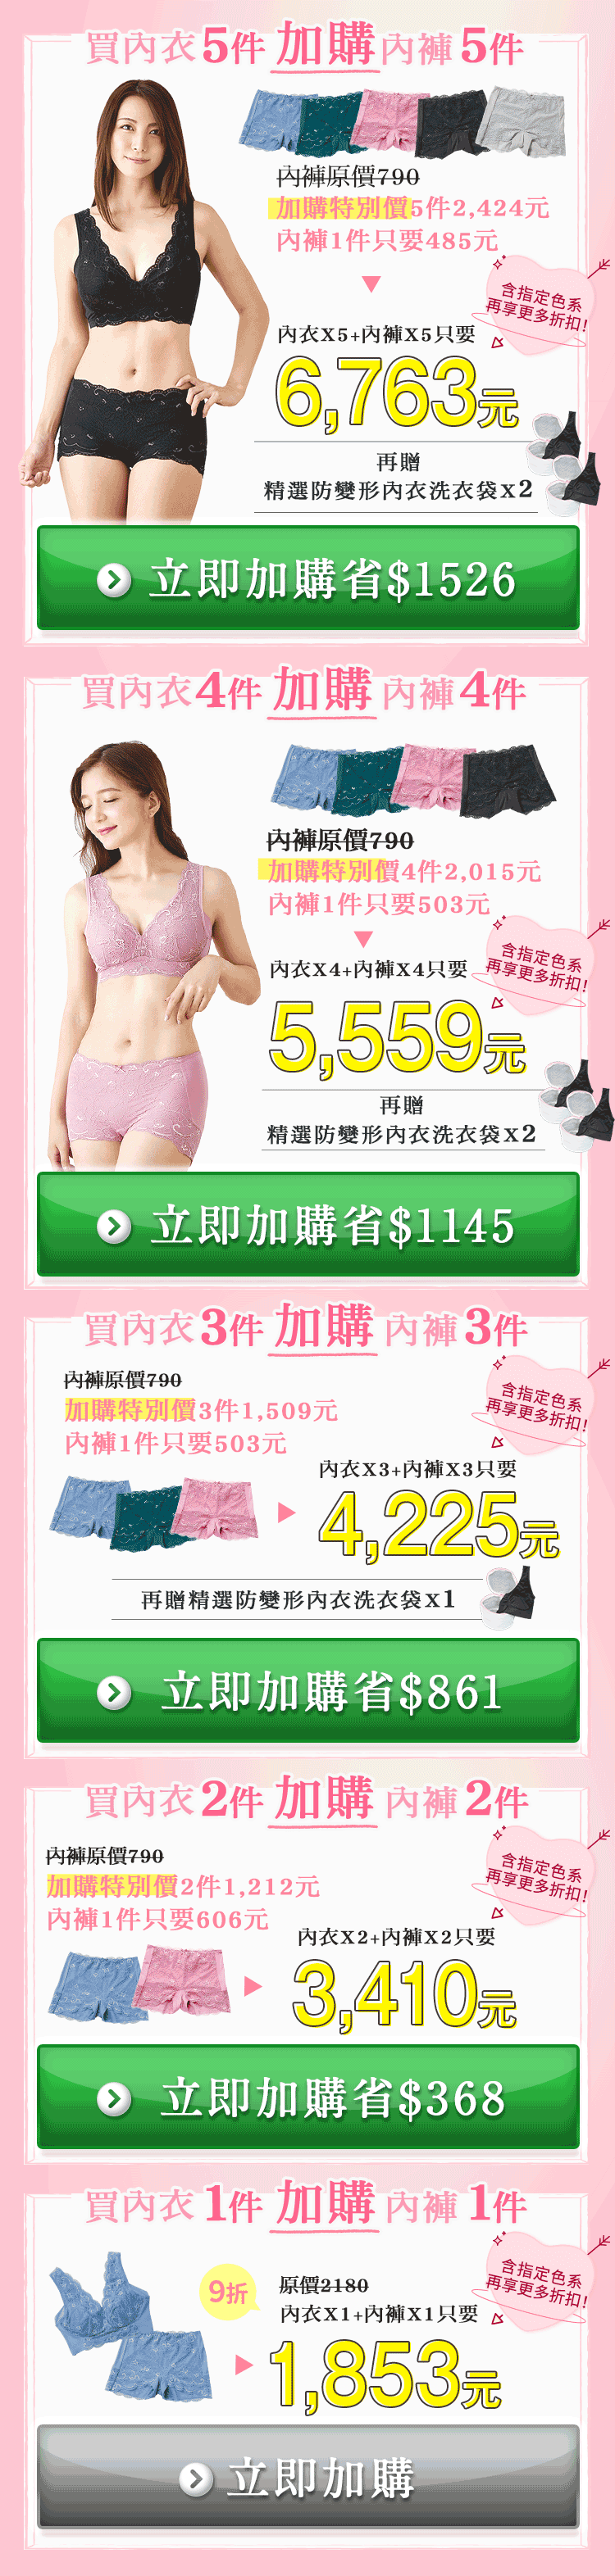 買內衣5件 加購 內褲5件
內褲原價790
加購特別價5件2,424元
內褲1件只要485元
含指定色系
再享更多折扣!
內衣X5+內褲X5只要
6,763元
再贈
精選防變形內衣洗衣袋x2
立即加購省$1526
買內衣4件 加購 內褲4件
內褲原價790
加購特別價4件2,015元
內褲1件只要503元
含指定色系
再享更多折扣!
內衣X4+內褲X4只要
5,559元
再贈
精選防變形內衣洗衣袋x2
立即加購省$1145
買內衣3件 加購 內褲3件
內褲原價790
加購特別價3件1,509元
內褲1件只要503元
含指定色系
再享更多折扣!
內衣X3+內褲X3只要
4,225元
再贈精選防變形內衣洗衣袋x1
立即加購省$861
買內衣2件 加購 內褲2件
內褲原價790
加購特別價2件1,212元
內褲1件只要606元
含指定色系
再享更多折扣!
內衣X2+內褲X2只要
3,410元
立即加購省$368
買內衣1件 加購 內褲1件
9折
原價2180
內衣X1+內褲X1只要
含指定色系
再享更多折扣!
1,853元
立即加購